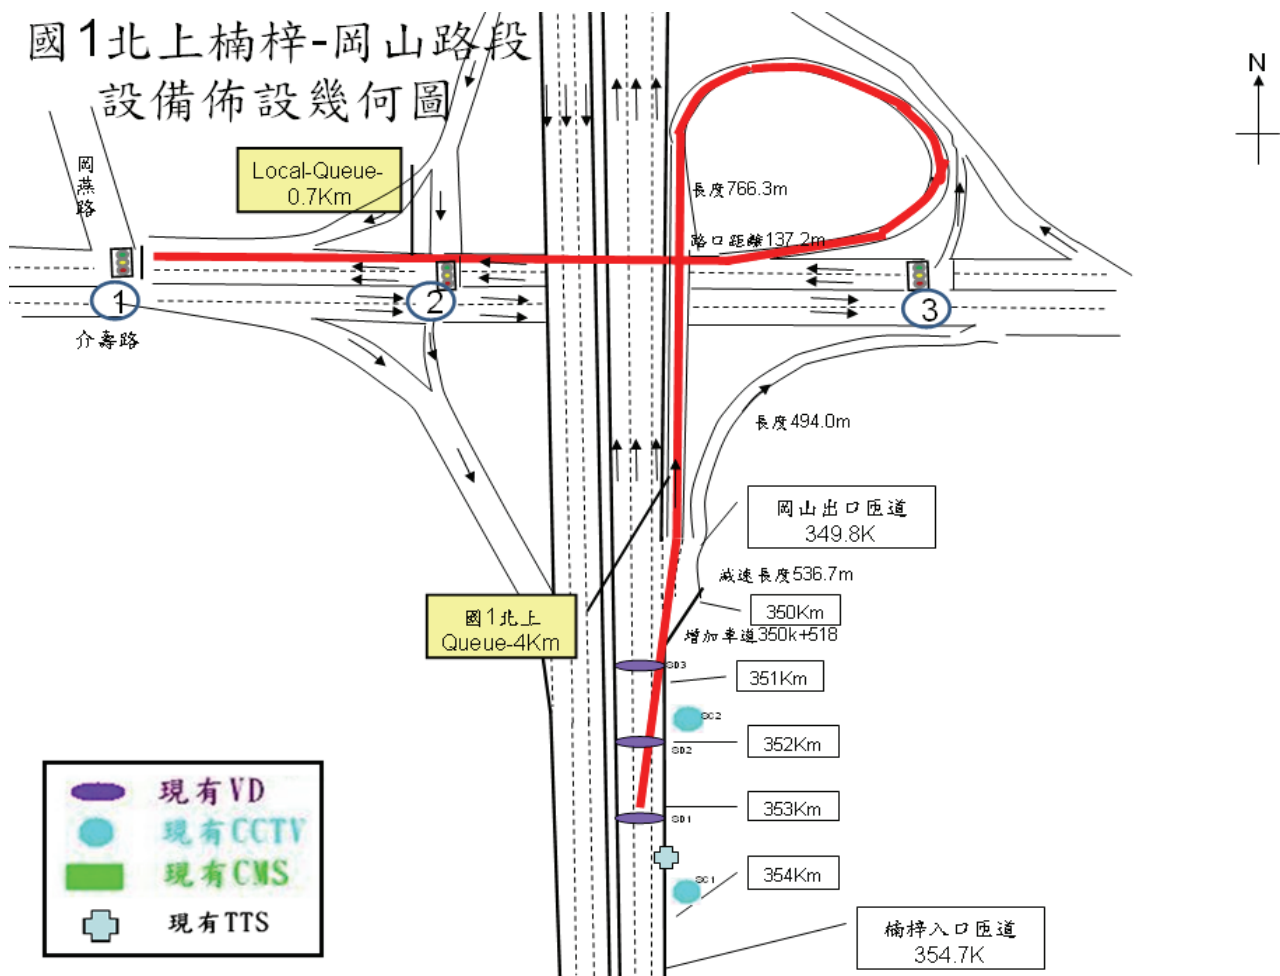 國1北上楠梓-岡山路段
設備佈設幾何圖
N
岡燕路
Local-Queue-
0.7Km
長度766.3m
路口距離137.2m
1
2
3
介壽路
長度494.0m
岡山出口匝道
349.8K
減速長度536.7m
350Km
增加車道350k+518
國1北上
Queue-4Km
SD3
351Km
SC2
SD2
352Km
353Km
SD1
354Km
SC1
楠梓入口匝道
354.7K
現有VD
現有CCTV
現有CMS
現有TTS